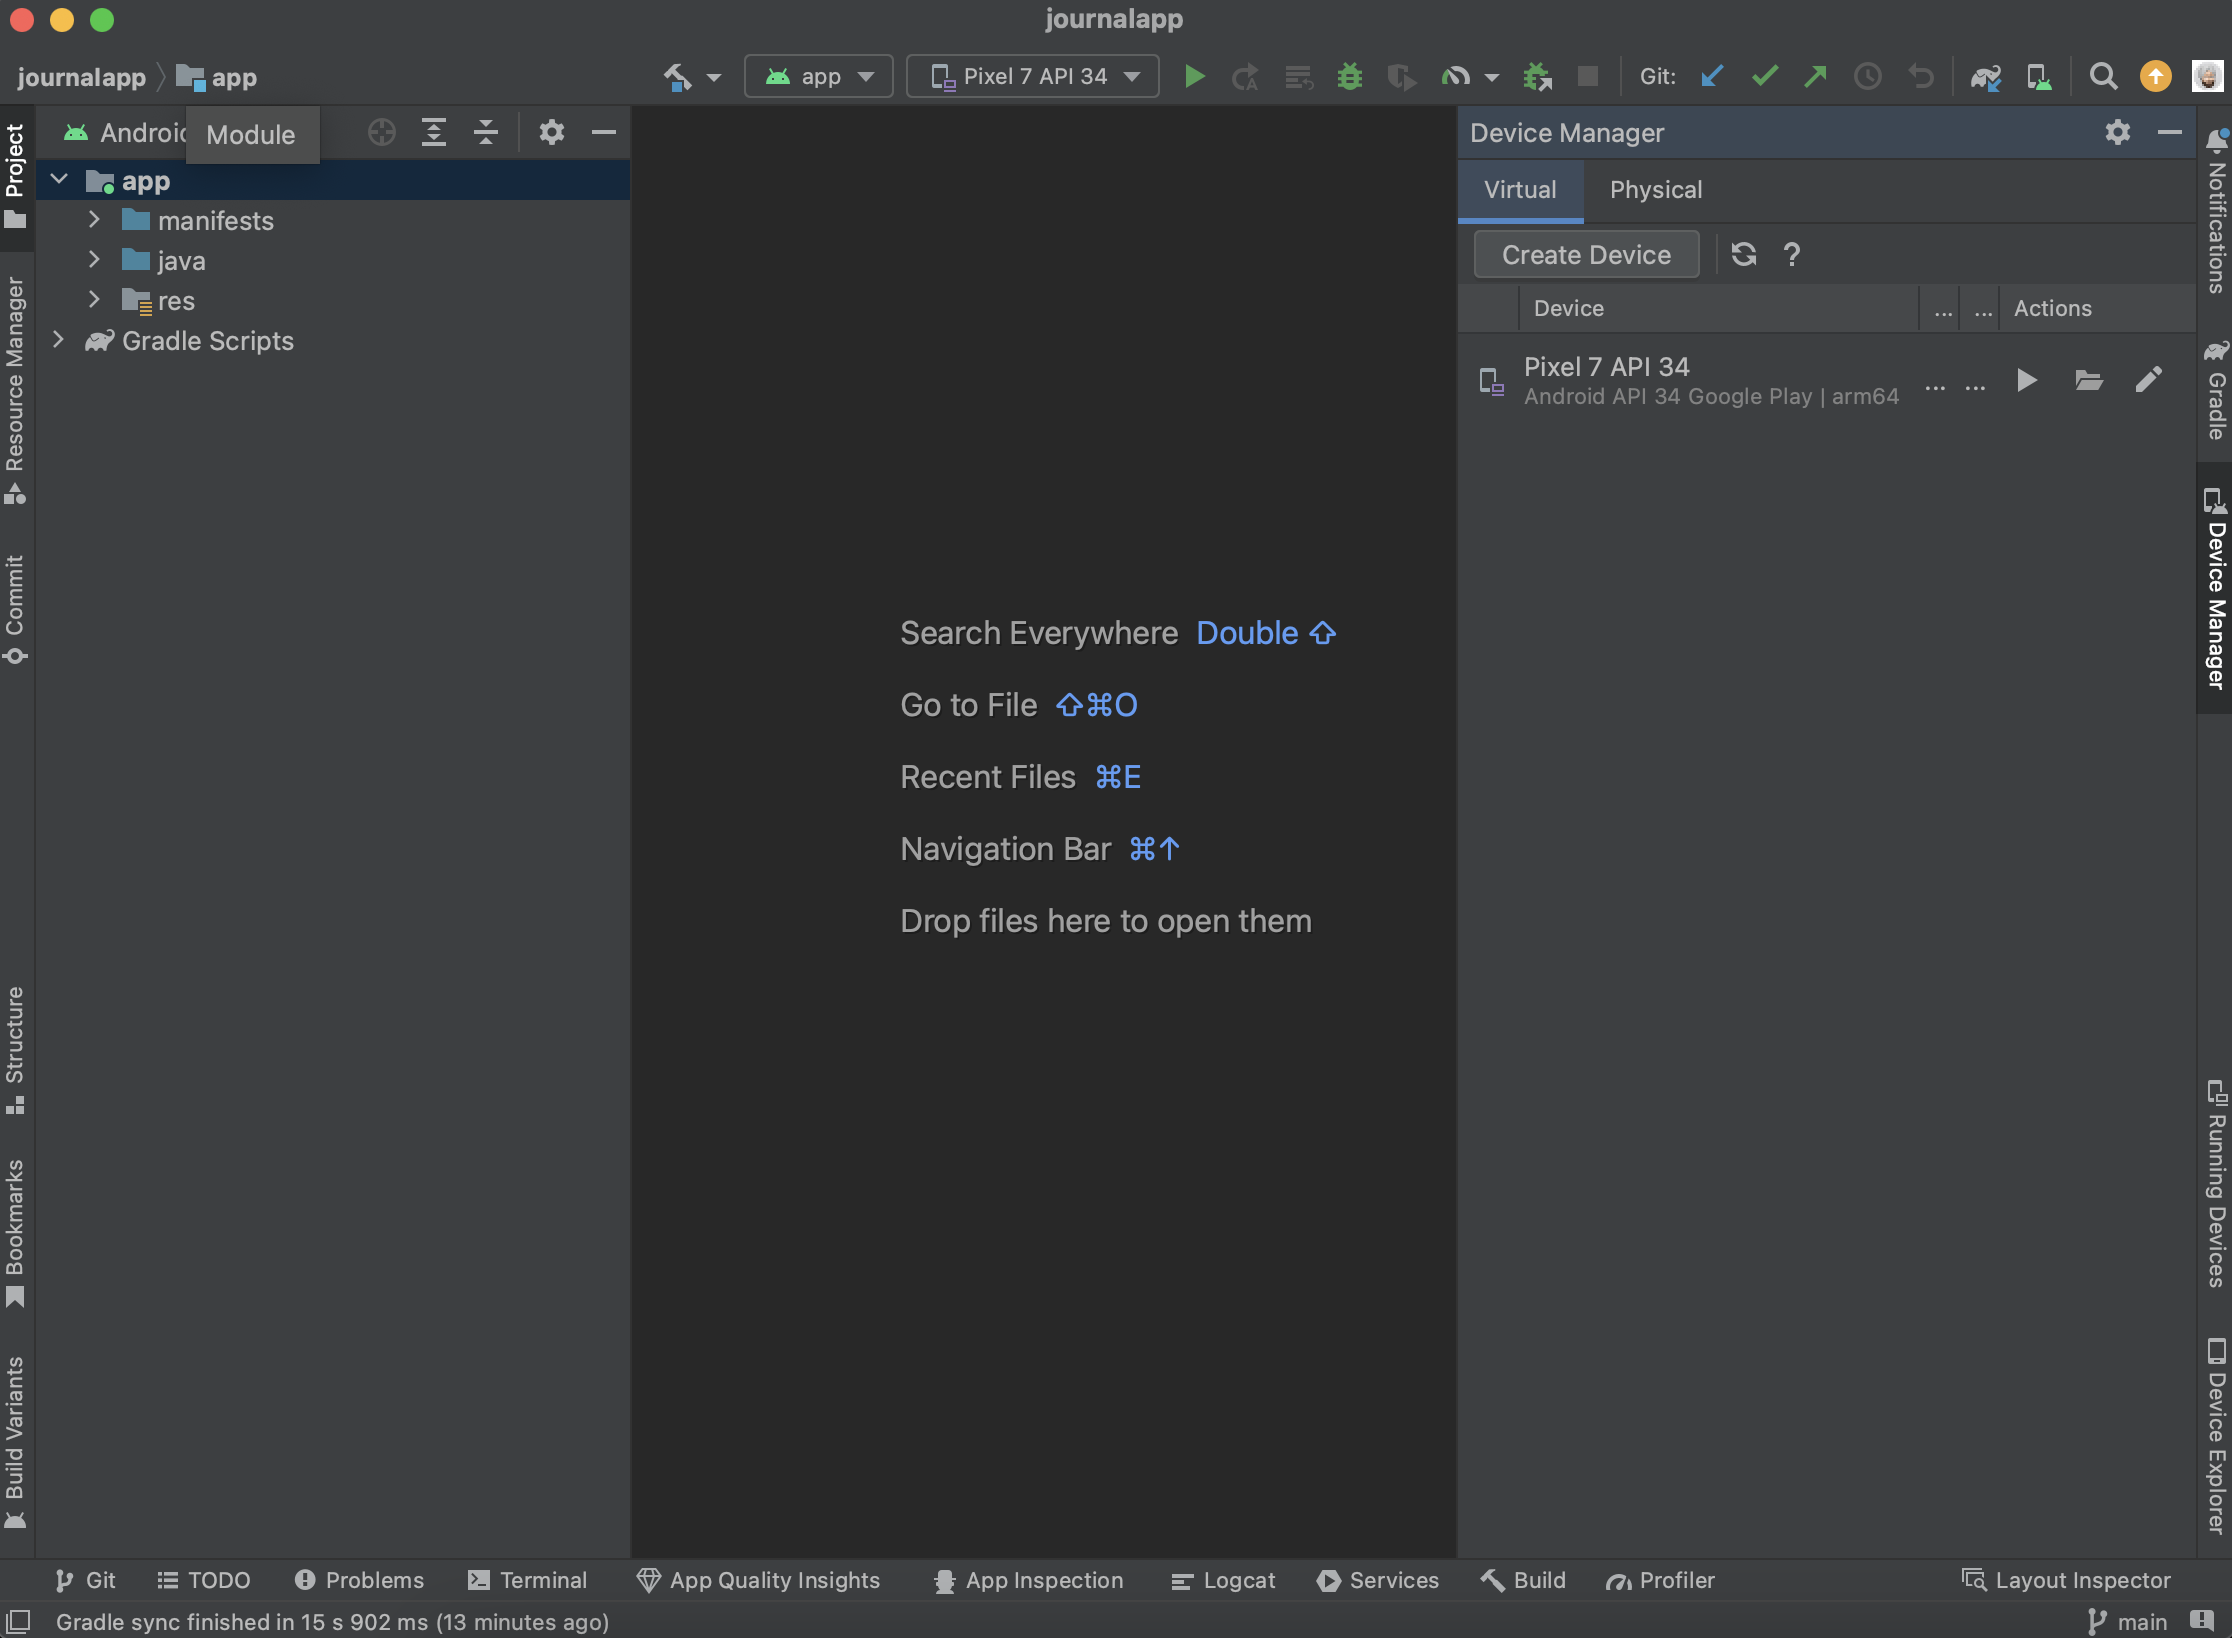 journalapp
journalapp
app
app
Pixel 7 API 34
Git:
Android
Module
app
manifests
java
res
Gradle Scripts
Project
Resource Manager
Commit
Structure
Bookmarks
Build Variants
Search Everywhere Double ⇧
Go to File ⇧⌘O
Recent Files ⌘E
Navigation Bar ⌘↑
Drop files here to open them
Device Manager
Virtual
Physical
Create Device
?
Device
...
...
Actions
Pixel 7 API 34
Android API 34 Google Play | arm64
...
...
Notifications
Gradle
Device Manager
Running Devices
Device Explorer
Git
TODO
Problems
Terminal
App Quality Insights
App Inspection
Logcat
Services
Build
Profiler
Layout Inspector
Gradle sync finished in 15 s 902 ms (13 minutes ago)
main